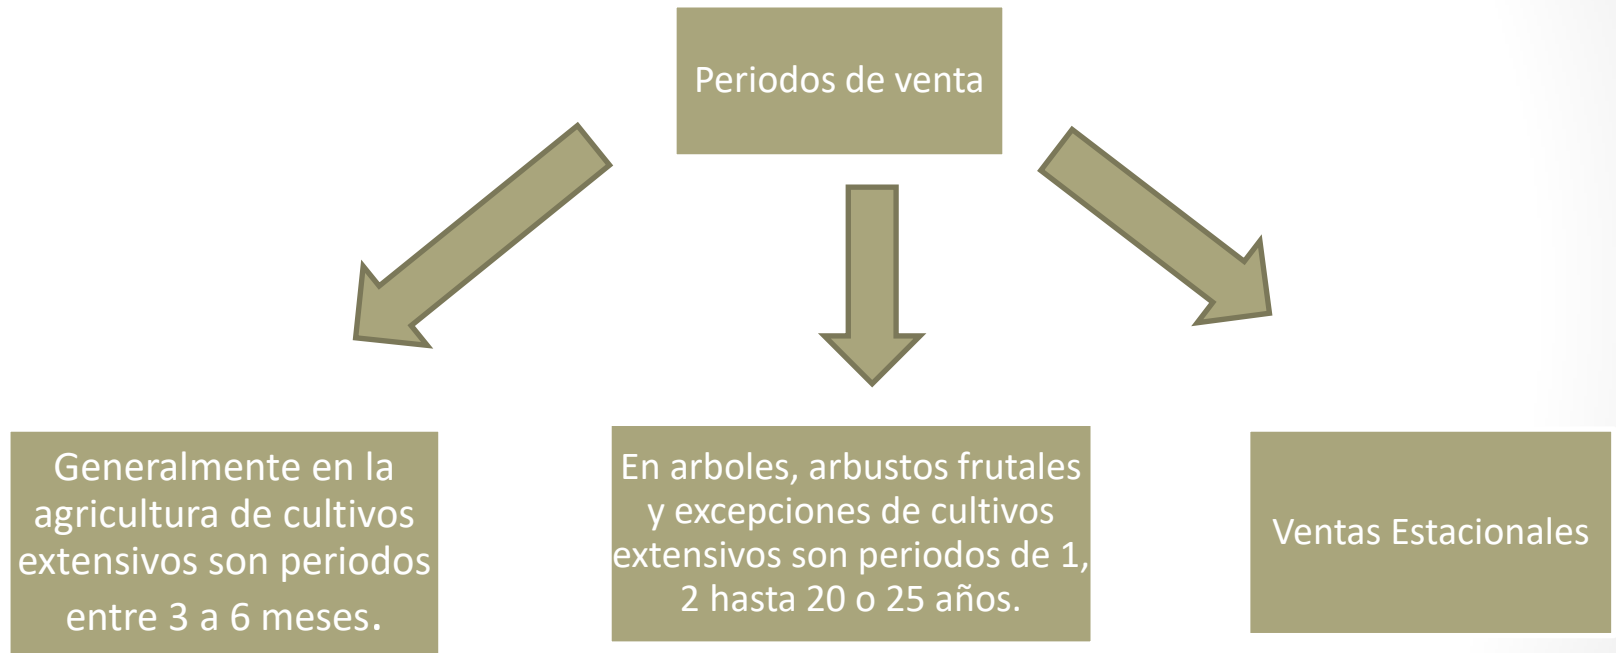 Periodos de venta
Generalmente en la
agricultura de cultivos
extensivos son periodos
entre 3 a 6 meses.
En arboles, arbustos frutales
y excepciones de cultivos
extensivos son periodos de 1,
2 hasta 20 o 25 años.
Ventas Estacionales